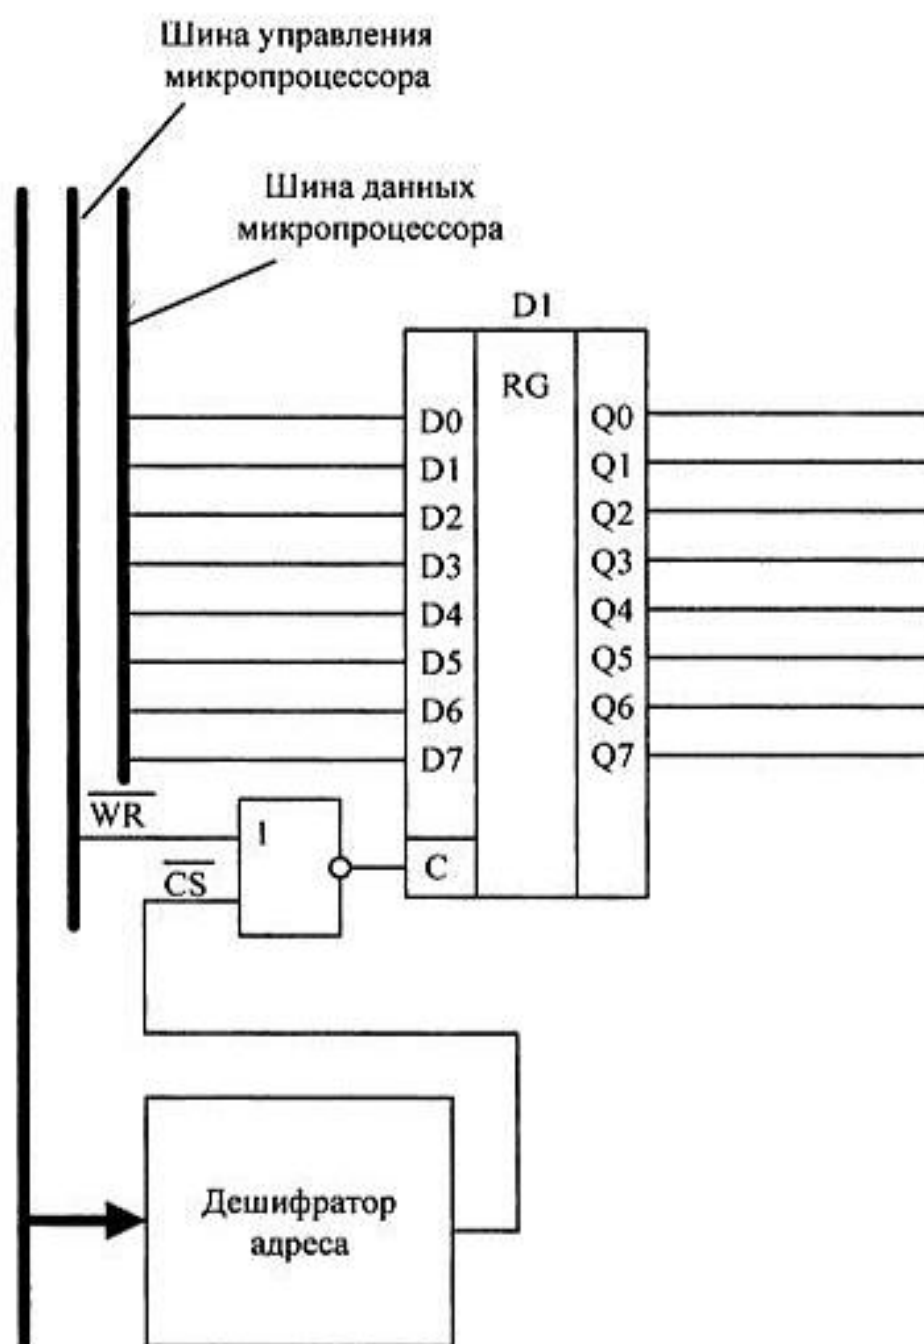 Шина управления
микропроцессора
Шина данных
микропроцессора
D1
RG
D0
Q0
D1
Q1
D2
Q2
D3
Q3
D4
Q4
D5
Q5
D6
Q6
D7
Q7
WR
1
CS
C
Дешифратор
адреса